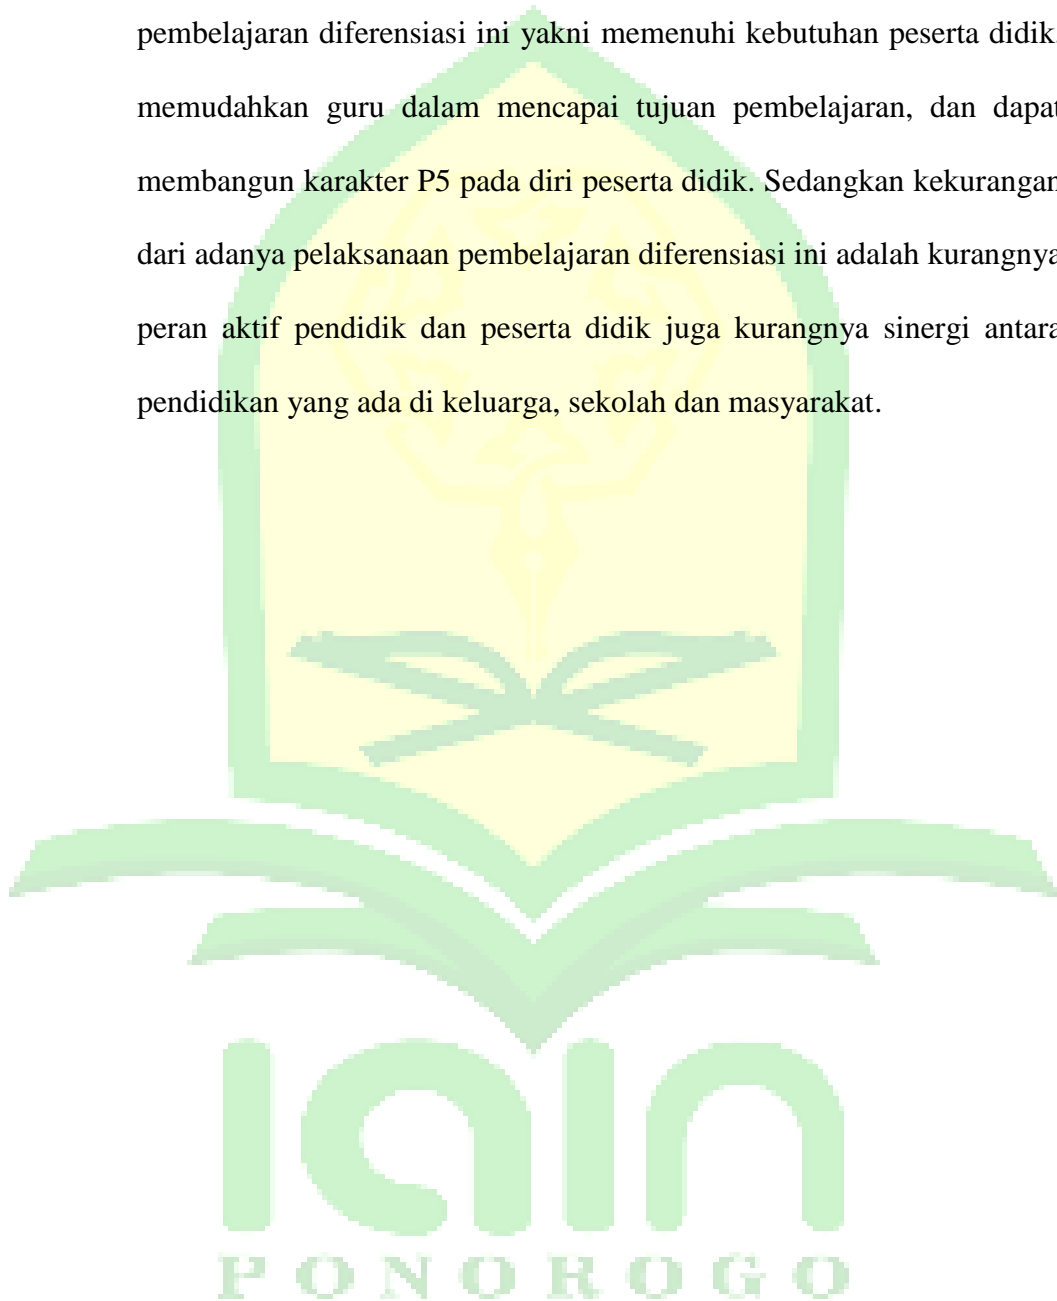 pembelajaran diferensiasi ini yakni memenuhi kebutuhan peserta didik,
memudahkan guru dalam mencapai tujuan pembelajaran, dan dapat
membangun karakter P5 pada diri peserta didik. Sedangkan kekurangan
dari adanya pelaksanaan pembelajaran diferensiasi ini adalah kurangnya
peran aktif pendidik dan peserta didik juga kurangnya sinergi antara
pendidikan yang ada di keluarga, sekolah dan masyarakat.
iain
PONOROGO